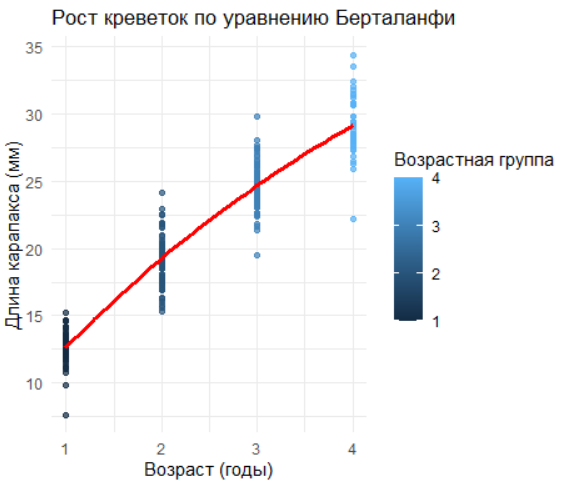 Рост креветок по уравнению Берталанфи
35
30
25
20
15
10
Длина карапакса (мм)
1 2 3 4
Возраст (годы)
Возрастная группа
4
3
2
1